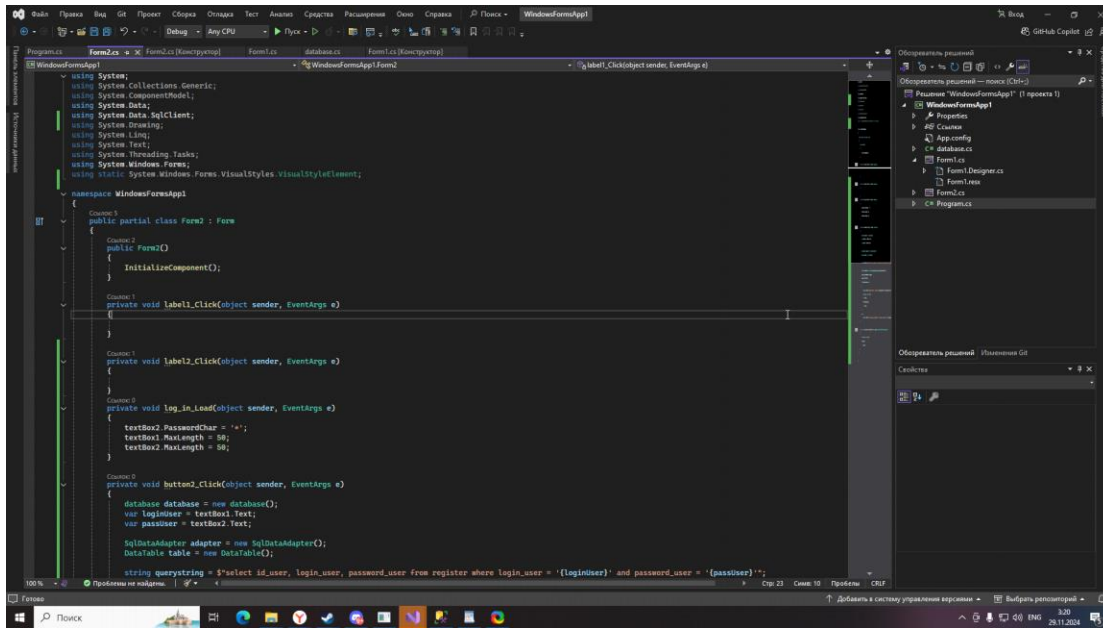 Файл Правка Вид Git Проект Сборка Отладка Тест Анализ Средства Расширения Окно Справка Поиск WindowsFormsApp1 Вход
Debug Any CPU Пуск GitHub Copilot
Program.cs Form2.cs Form2.cs [Конструктор] Form1.cs database.cs Form1.cs [Конструктор]
WindowsFormsApp1 WindowsFormsApp1.Form2 label1_Click(object sender, EventArgs e)
Панель элементов
Источники данных
using System;
using System.Collections.Generic;
using System.ComponentModel;
using System.Data;
using System.Data.SqlClient;
using System.Drawing;
using System.Linq;
using System.Text;
using System.Threading.Tasks;
using System.Windows.Forms;
using static System.Windows.Forms.VisualStyles.VisualStyleElement;
namespace WindowsFormsApp1
{
Ссылок: 5
public partial class Form2 : Form
{
Ссылок: 2
public Form2()
{
InitializeComponent();
}
Ссылок: 1
private void label1_Click(object sender, EventArgs e)
{
}
Ссылок: 1
private void label2_Click(object sender, EventArgs e)
{
}
Ссылок: 0
private void log_in_Load(object sender, EventArgs e)
{
textBox2.PasswordChar = '*';
textBox1.MaxLength = 50;
textBox2.MaxLength = 50;
}
Ссылок: 0
private void button2_Click(object sender, EventArgs e)
{
database database = new database();
var loginUser = textBox1.Text;
var passUser = textBox2.Text;
SqlDataAdapter adapter = new SqlDataAdapter();
DataTable table = new DataTable();
string querystring = $"select id_user, login_user, password_user from register where login_user = '{loginUser}' and password_user = '{passUser}'";
100 % Проблемы не найдены. Стр: 23 Симв: 10 Пробелы CRLF
Обозреватель решений
Обозреватель решений — поиск (Ctrl+;)
Решение "WindowsFormsApp1" (1 проекта 1)
WindowsFormsApp1
Properties
Ссылки
App.config
C# database.cs
Form1.cs
Form1.Designer.cs
Form1.resx
Form2.cs
C# Program.cs
Обозреватель решений Изменения Git
Свойства
Готово Добавить в систему управления версиями Выбрать репозиторий
Поиск ENG 3:20
29.11.2024